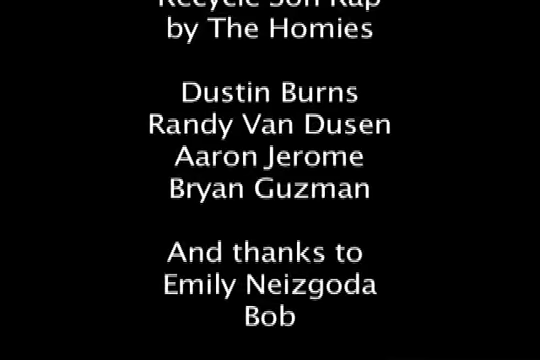 Recycle Son Rap
by The Homies
Dustin Burns
Randy Van Dusen
Aaron Jerome
Bryan Guzman
And thanks to
Emily Neizgoda
Bob